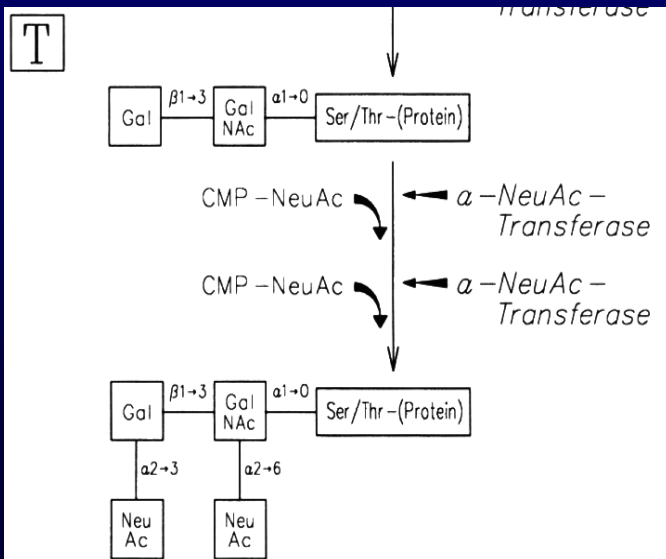 Transferase
T
β1→3
α1→0
Gal
Gal
NAc
Ser/Thr-(Protein)
CMP-NeuAc
α-NeuAc-
Transferase
CMP-NeuAc
α-NeuAc-
Transferase
β1→3
α1→0
Gal
Gal
NAc
Ser/Thr-(Protein)
α2→3
α2→6
Neu
Ac
Neu
Ac